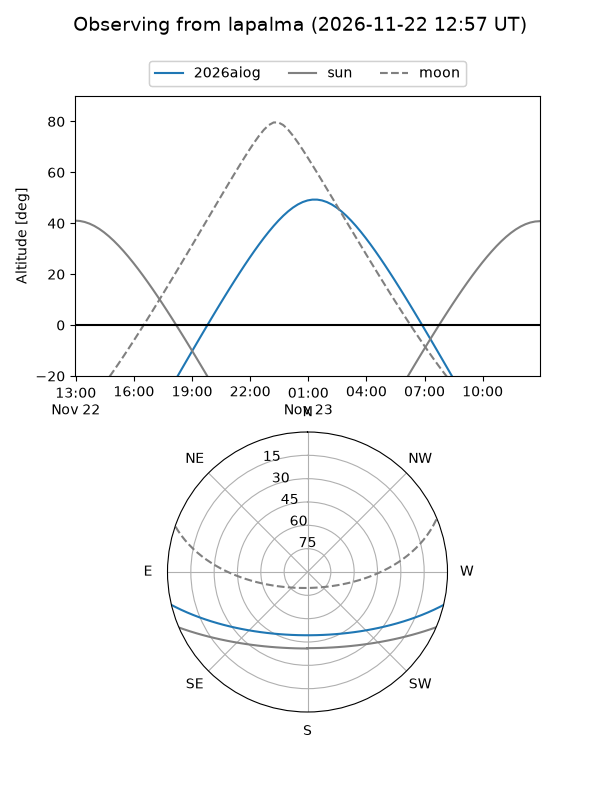 Observing from lapalma (2026-11-22 12:57 UT)
2026aiog sun moon
Altitude [deg]
80
60
40
20
0
−20
13:00 16:00 19:00 22:00 01:00 04:00 07:00 10:00
Nov 22 Nov 23
N
NE NW
15
30
45
60
75
E W
SE SW
S